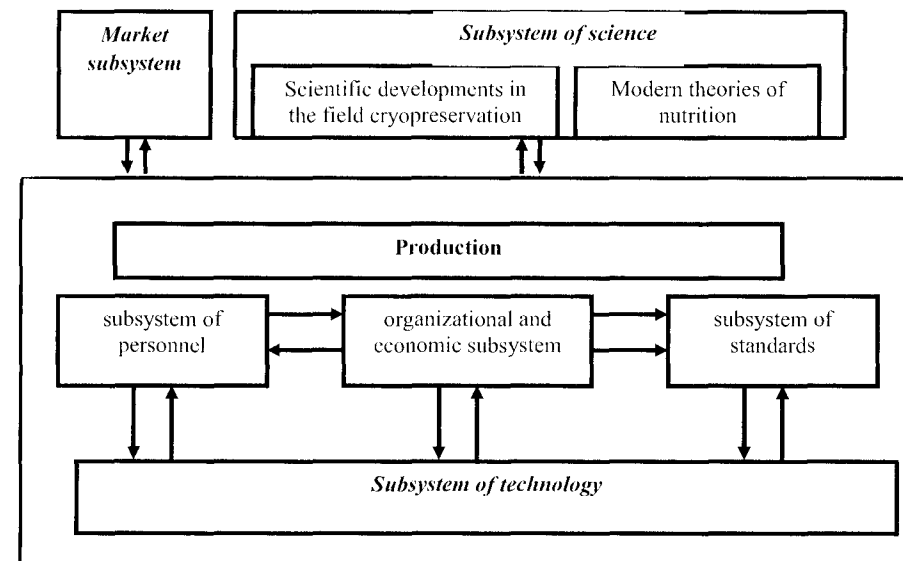 Market
subsystem
Subsystem of science
Scientific developments in
the field cryopreservation
Modern theories of
nutrition
Production
subsystem of
personnel
organizational and
economic subsystem
subsystem of
standards
Subsystem of technology